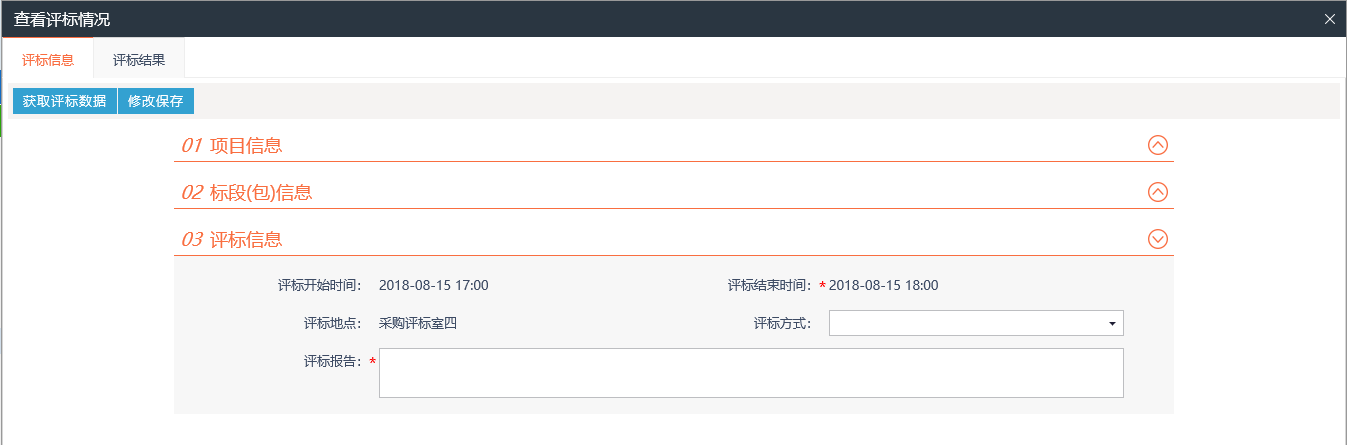 查看评标情况
评标信息 评标结果
获取评标数据 修改保存
01 项目信息
02 标段(包)信息
03 评标信息
评标开始时间： 2018-08-15 17:00 评标结束时间： * 2018-08-15 18:00
评标地点： 采购评标室四 评标方式：
评标报告： *